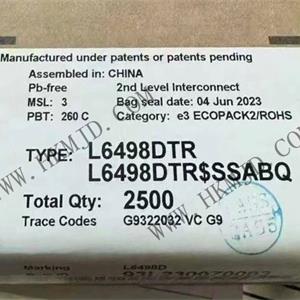 Manufactured under patents or patents pending
Assembled in: CHINA
Pb-free 2nd Level Interconnect
MSL: 3 Bag seal date: 04 Jun 2023
PBT: 260 C Category: e3 ECOPACK2/ROHS
TYPE: L6498DTR
L6498DTR$SSABQ
Total Qty: 2500
Trace Codes G9322032 VC G9
Marking L6498D
WWW.HKMJD.COM